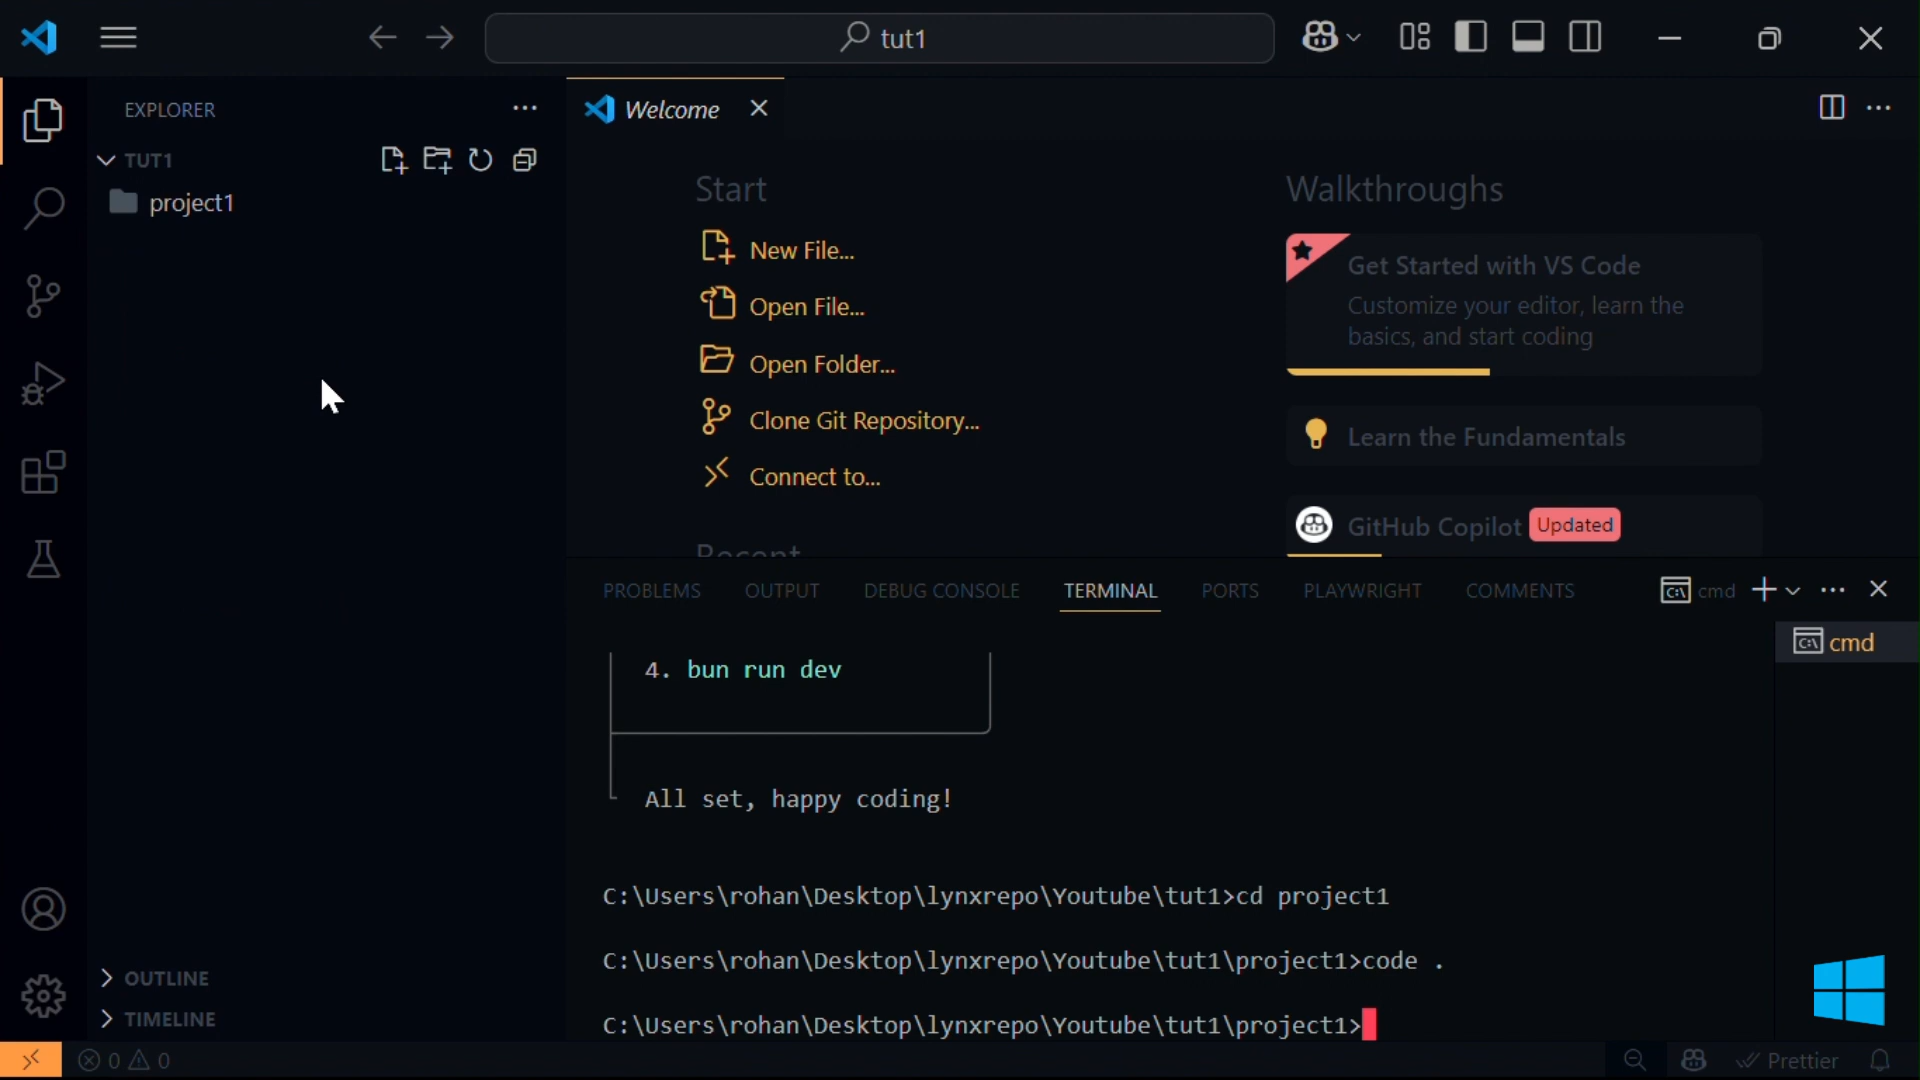 tut1
EXPLORER
TUT1
project1
OUTLINE
TIMELINE
Welcome
Start
New File...
Open File...
Open Folder...
Clone Git Repository...
Connect to...
Recent
Walkthroughs
Get Started with VS Code
Customize your editor, learn the
basics, and start coding
Learn the Fundamentals
GitHub Copilot Updated
PROBLEMS OUTPUT DEBUG CONSOLE TERMINAL PORTS PLAYWRIGHT COMMENTS cmd
cmd
4. bun run dev
All set, happy coding!
C:\Users\rohan\Desktop\lynxrepo\Youtube\tut1>cd project1
C:\Users\rohan\Desktop\lynxrepo\Youtube\tut1\project1>code .
C:\Users\rohan\Desktop\lynxrepo\Youtube\tut1\project1>
0 0 Prettier